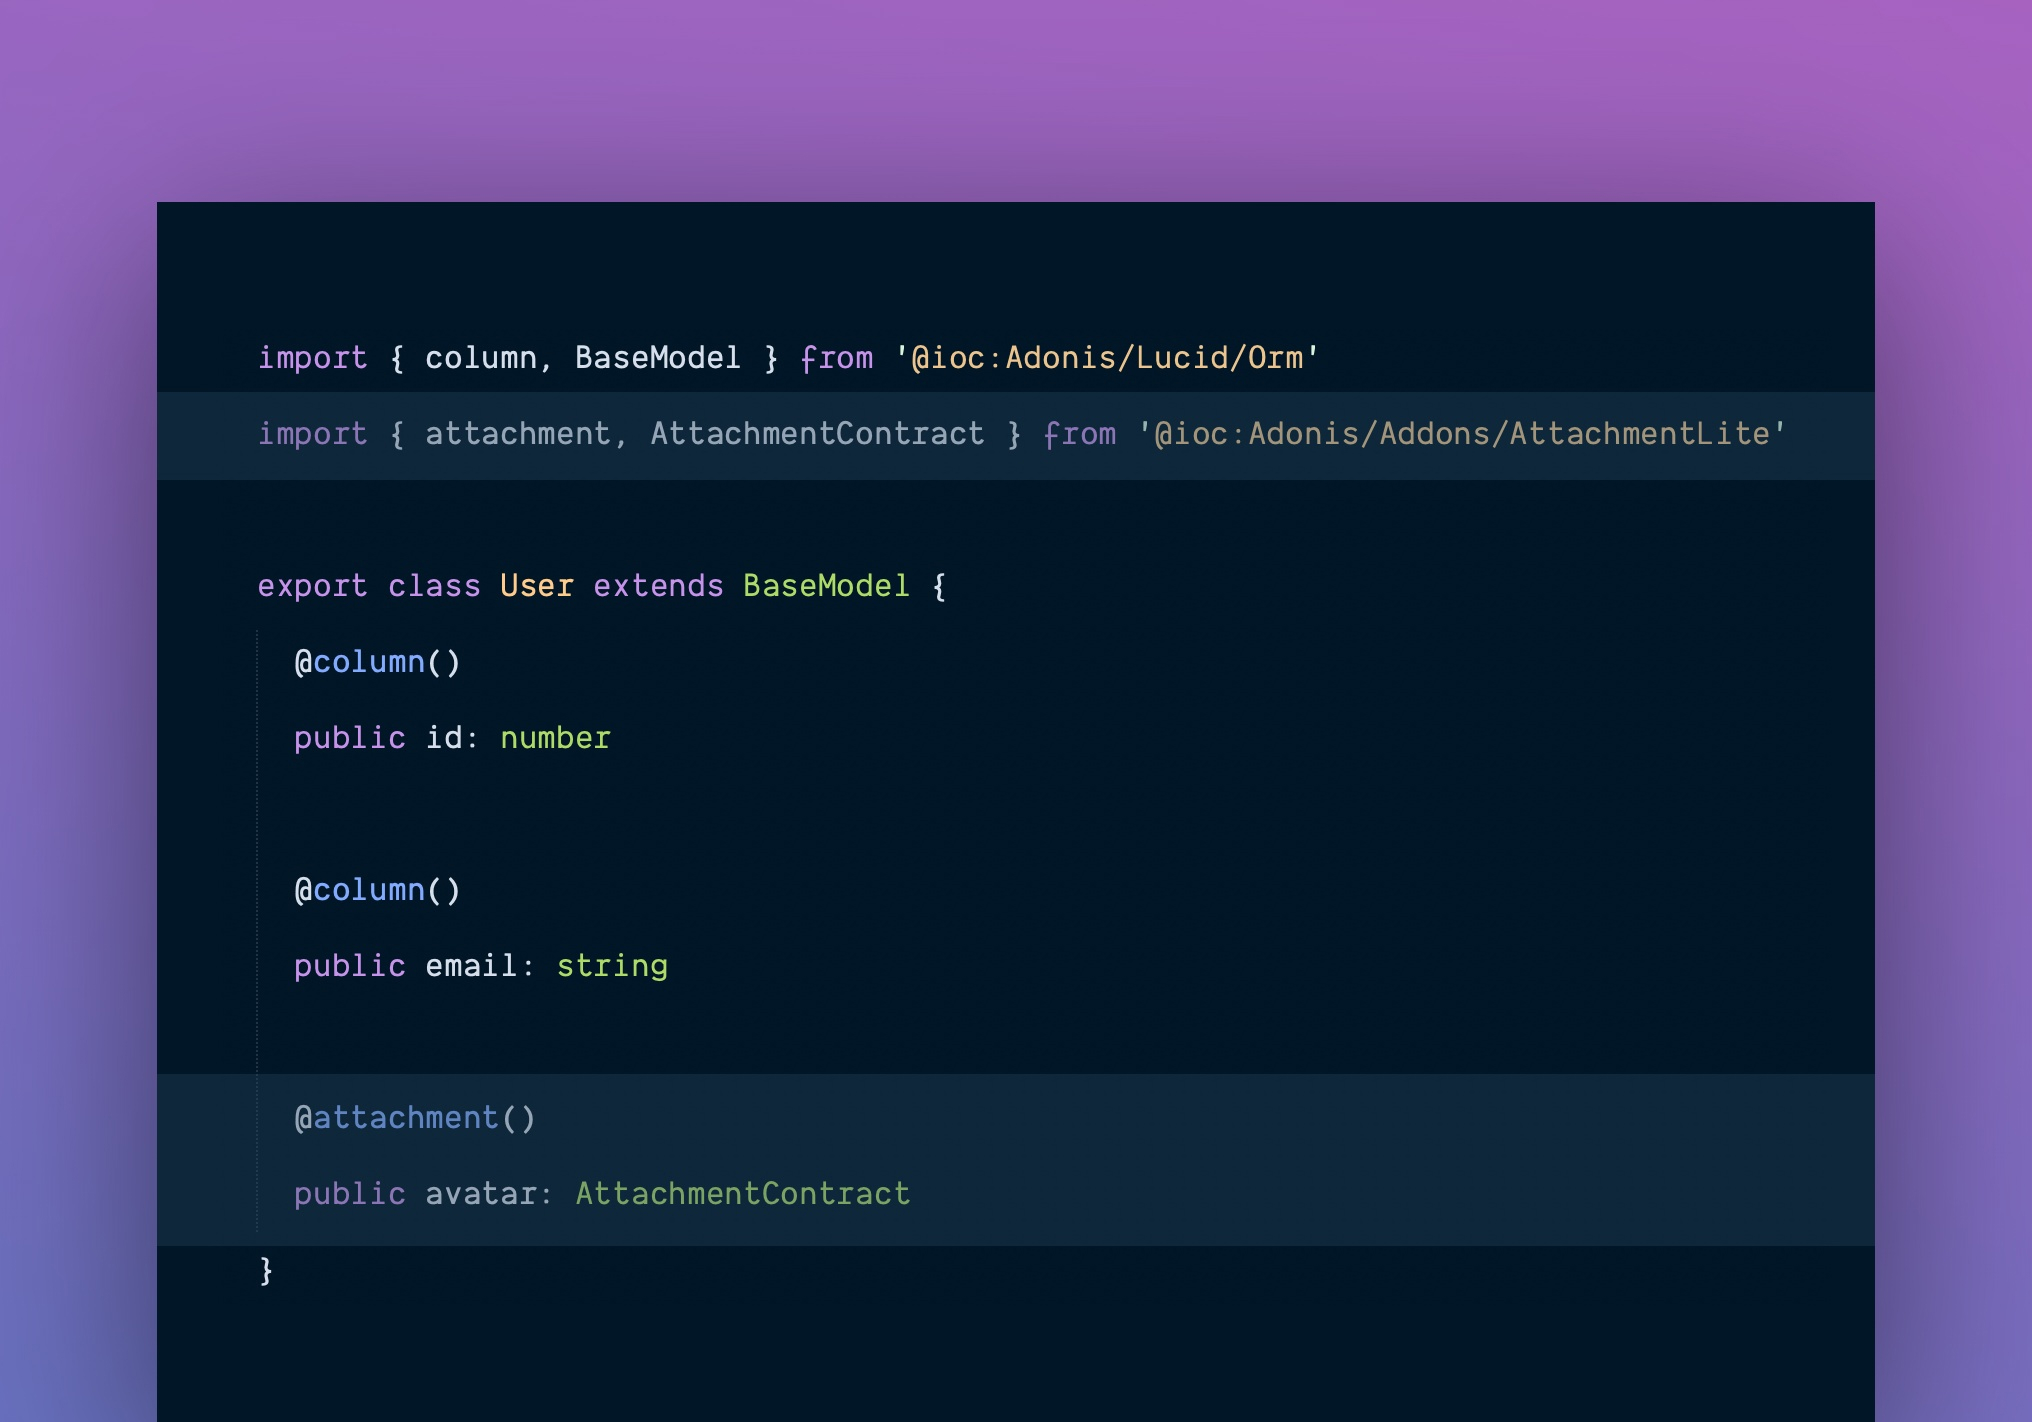 import { column, BaseModel } from '@ioc:Adonis/Lucid/Orm'
import { attachment, AttachmentContract } from '@ioc:Adonis/Addons/AttachmentLite'
export class User extends BaseModel {
@column()
public id: number
@column()
public email: string
@attachment()
public avatar: AttachmentContract
}